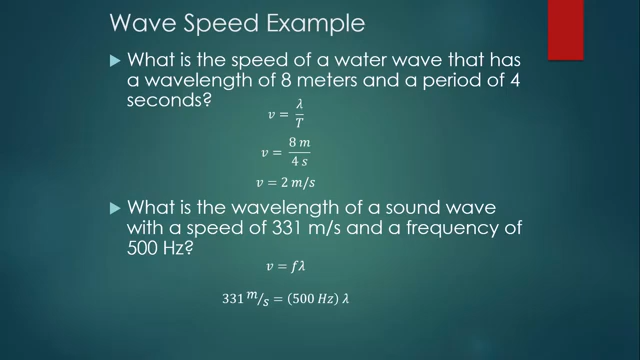 Wave Speed Example
What is the speed of a water wave that has
a wavelength of 8 meters and a period of 4
seconds?
v = λ/T
v = 8 m/4 s
v = 2 m/s
What is the wavelength of a sound wave
with a speed of 331 m/s and a frequency of
500 Hz?
v = fλ
331 m/s = (500 Hz) λ